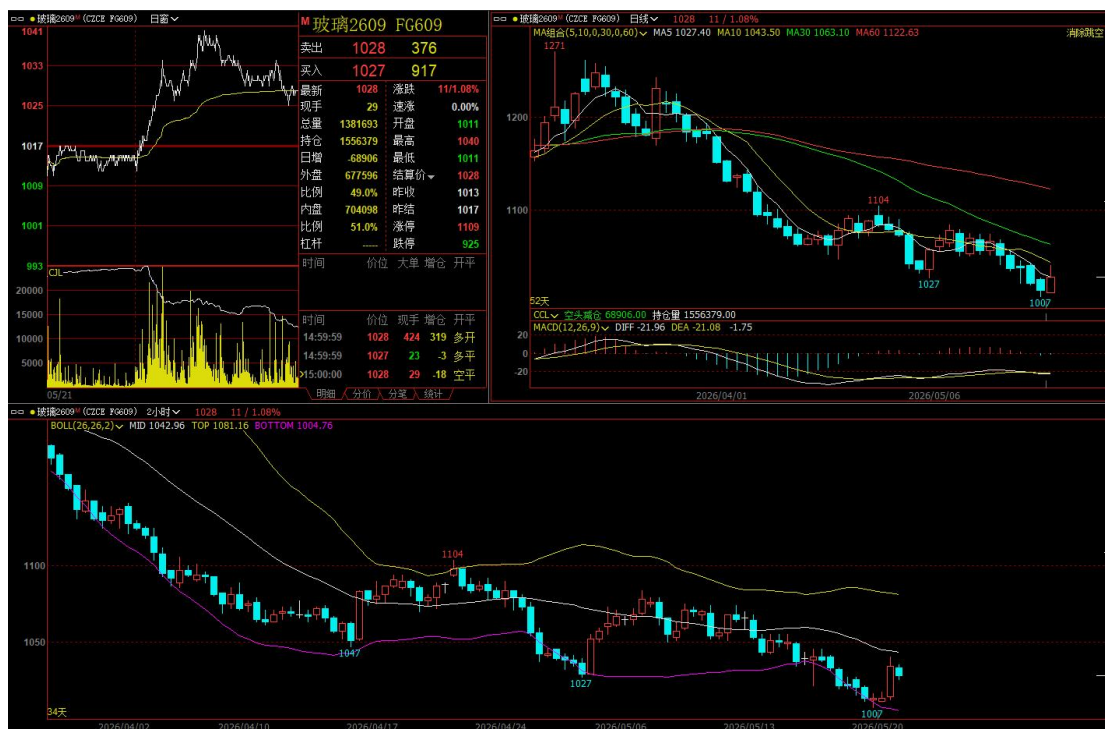 玻璃2609M (CZCE FG609) 日窗
1041
1033
1025
1017
1009
1001
993
CJL
20000
15000
10000
5000
05/21
M 玻璃2609 FG609
卖出 1028 376
买入 1027 917
最新 1028 涨跌 11/1.08%
现手 29 速涨 0.00%
总量 1381693 开盘 1011
持仓 1556379 最高 1040
日增 -68906 最低 1011
外盘 677596 结算价 1028
比例 49.0% 昨收 1013
内盘 704098 昨结 1017
比例 51.0% 涨停 1109
杠杆 ----- 跌停 925
时间 价位 大单 增仓 开平
时间 价位 现手 增仓 开平
14:59:59 1028 424 319 多开
14:59:59 1027 23 -3 多平
15:00:00 1028 29 -18 空平
明细 分价 分笔 统计
玻璃2609M (CZCE FG609) 日线 1028 11 / 1.08%
MA组合(5,10,0,30,0,60) MA5 1027.40 MA10 1043.50 MA30 1063.10 MA60 1122.63 消除跳空
1271
1200
1104
1100
1027
1007
52天
CCL 空头减仓 68906.00 持仓量 1556379.00
MACD(12,26,9) DIFF -21.96 DEA -21.08 -1.75
20
0
-20
2026/04/01 2026/05/06
玻璃2609M (CZCE FG609) 2小时 1028 11 / 1.08%
BOLL(26,26,2) MID 1042.96 TOP 1081.16 BOTTOM 1004.76
1104
1100
1050
1047
1027
1007
34天
2026/04/02 2026/04/10 2026/04/17 2026/04/24 2026/05/06 2026/05/13 2026/05/20